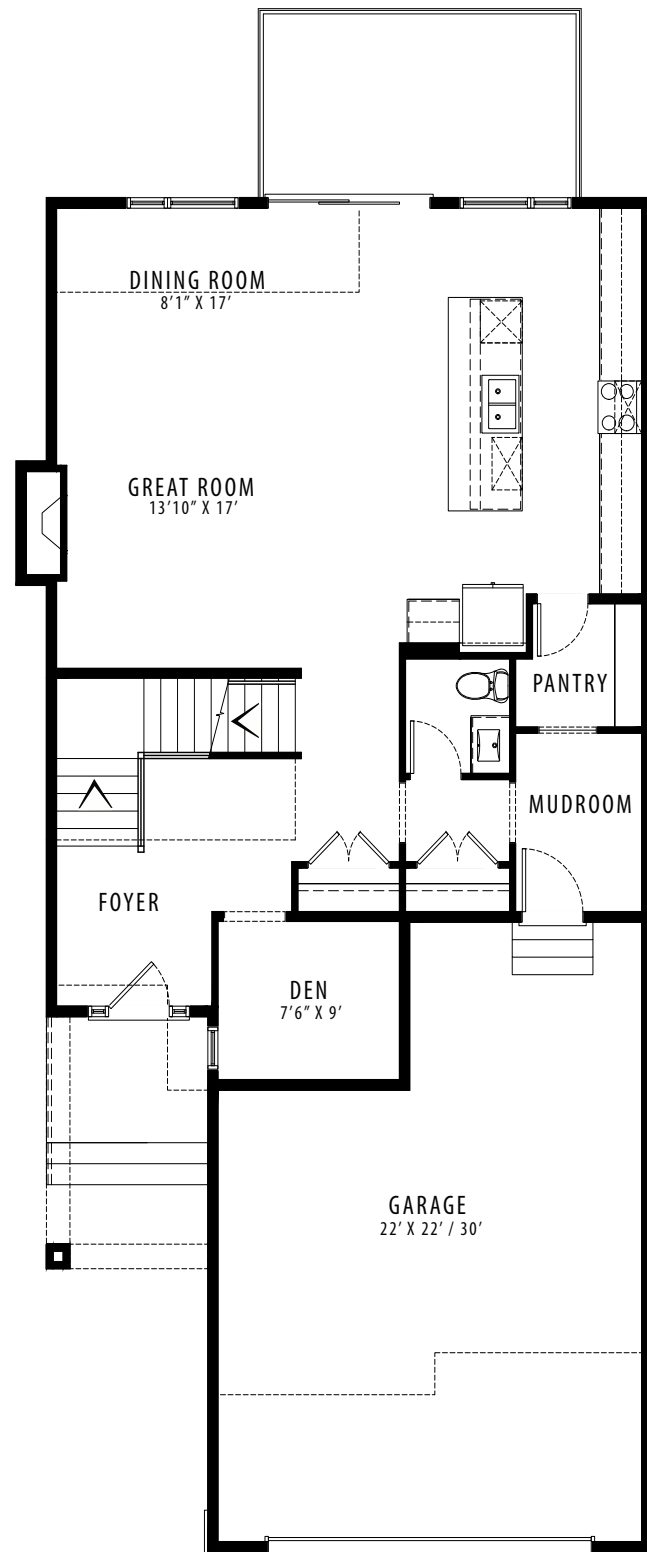 DINING ROOM
8'1" X 17'
GREAT ROOM
13'10" X 17'
PANTRY
MUDROOM
FOYER
DEN
7'6" X 9'
GARAGE
22' X 22' / 30'